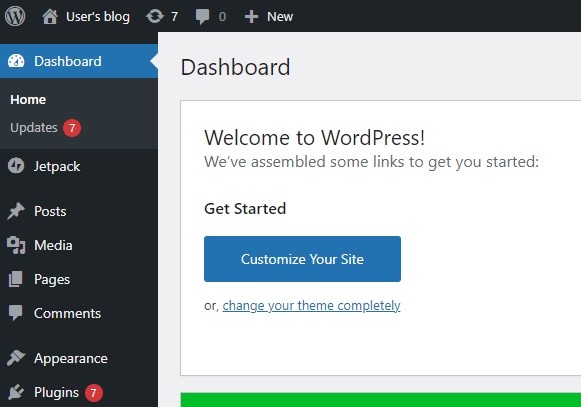 User's blog 7 0 New
Dashboard
Home
Updates 7
Jetpack
Posts
Media
Pages
Comments
Appearance
Plugins 7
Dashboard
Welcome to WordPress!
We've assembled some links to get you started:
Get Started
Customize Your Site
or, change your theme completely